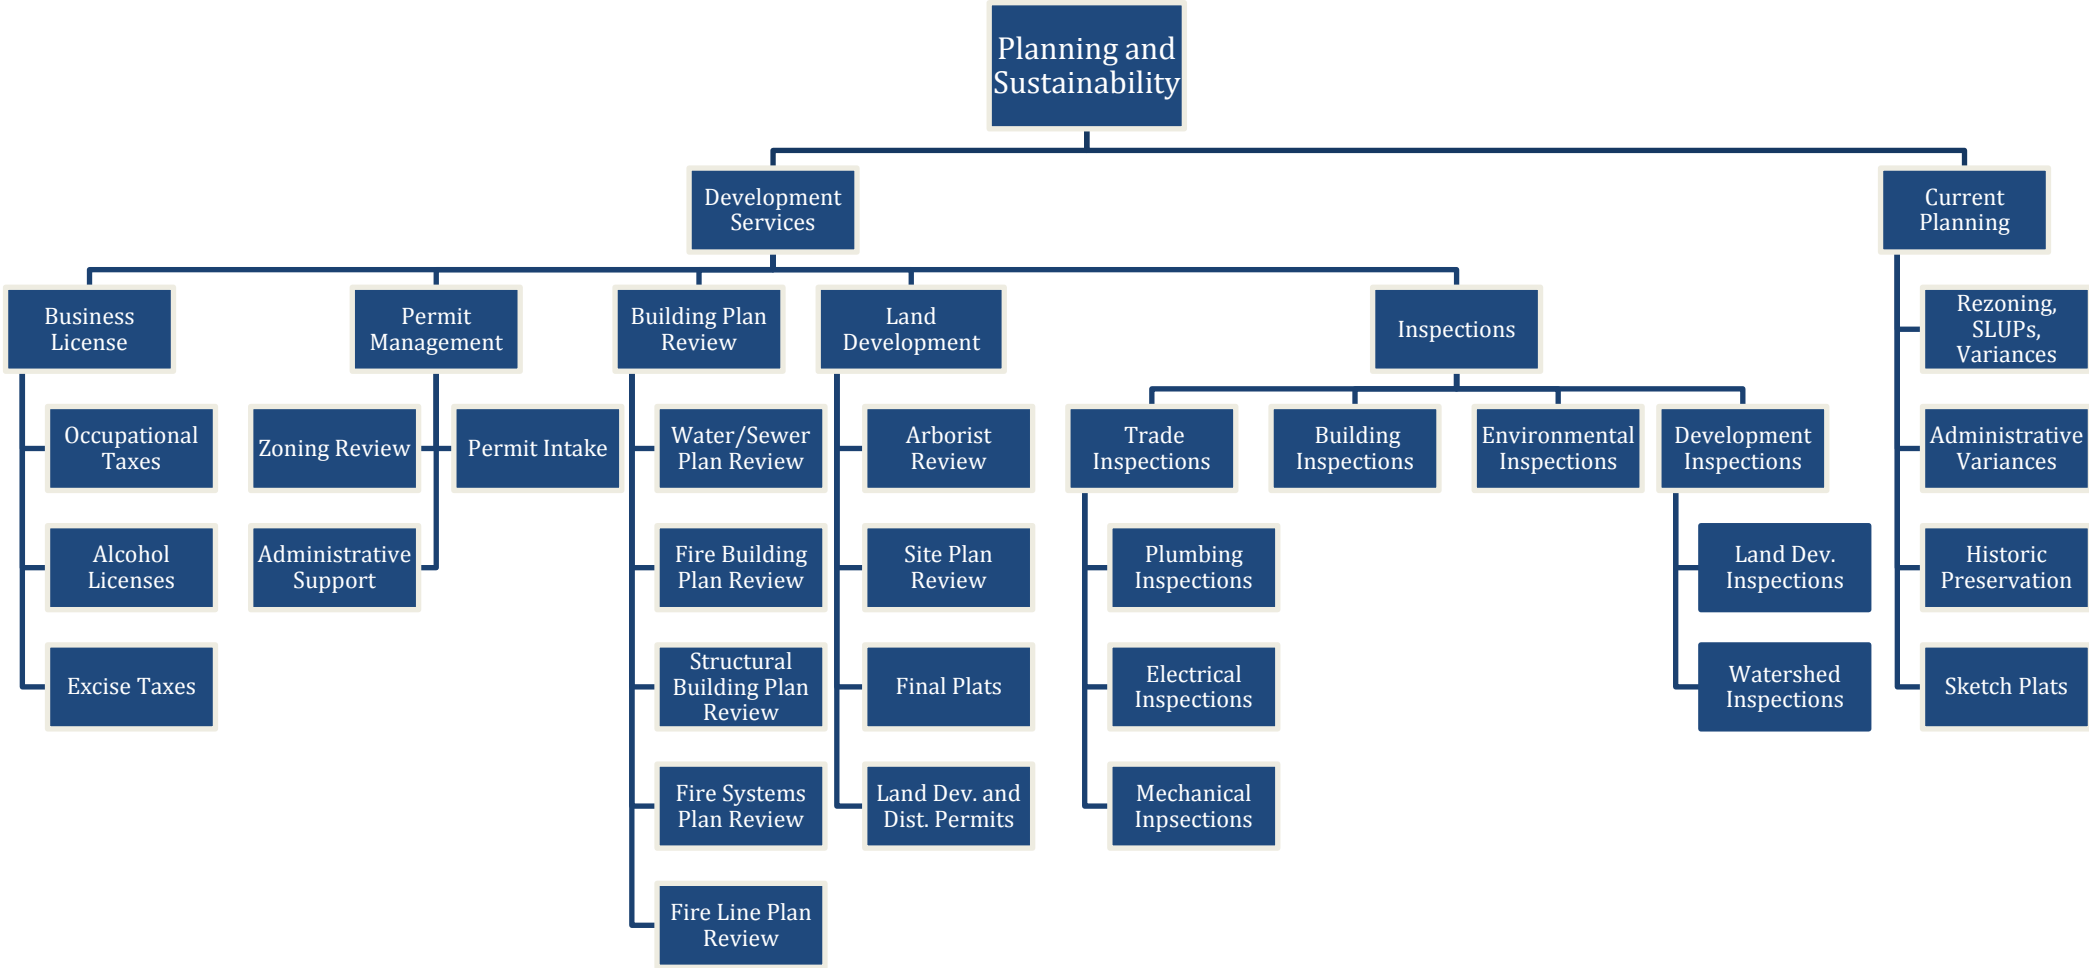 Planning and
Sustainability
Development
Services
Current
Planning
Business
License
Permit
Management
Building Plan
Review
Land
Development
Inspections
Rezoning,
SLUPs,
Variances
Occupational
Taxes
Zoning Review
Permit Intake
Water/Sewer
Plan Review
Arborist
Review
Trade
Inspections
Building
Inspections
Environmental
Inspections
Development
Inspections
Administrative
Variances
Alcohol
Licenses
Administrative
Support
Fire Building
Plan Review
Site Plan
Review
Plumbing
Inspections
Land Dev.
Inspections
Historic
Preservation
Excise Taxes
Structural
Building Plan
Review
Final Plats
Electrical
Inspections
Watershed
Inspections
Sketch Plats
Fire Systems
Plan Review
Land Dev. and
Dist. Permits
Mechanical
Inpsections
Fire Line Plan
Review